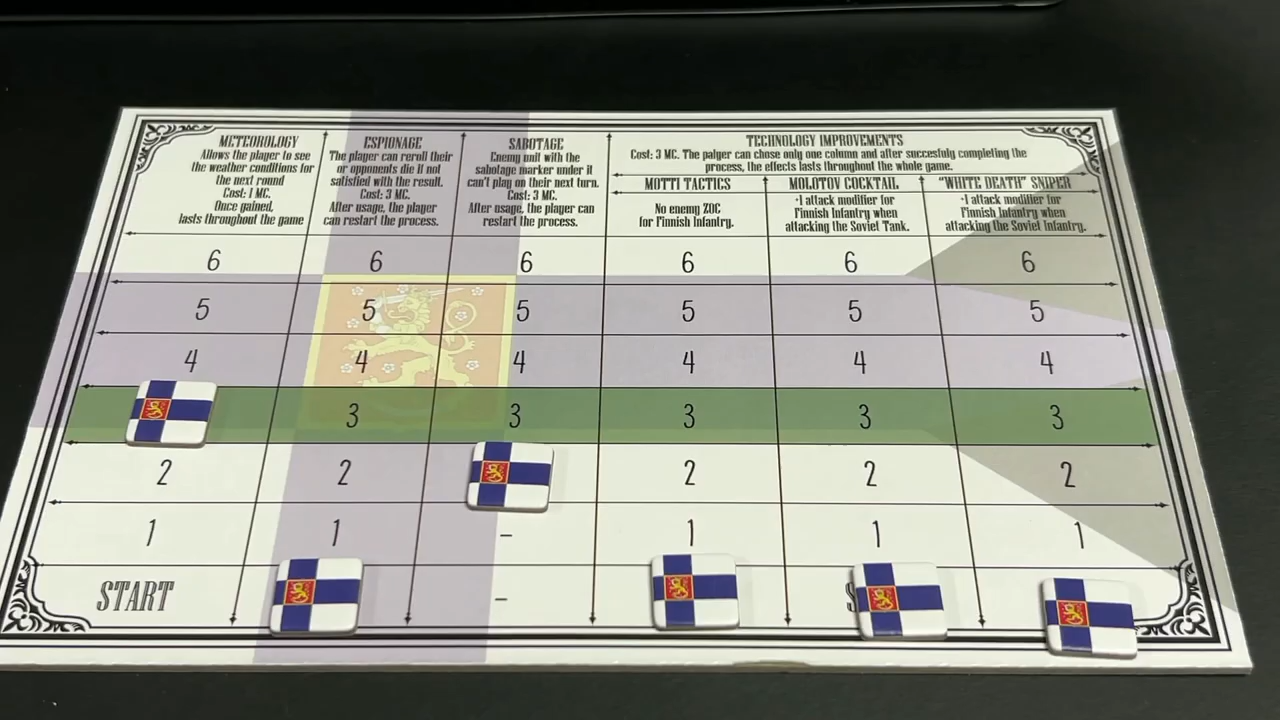 METEOROLOGY
Allows the player to see
the weather conditions for
the next round
Cost: 1 MC.
Once gained,
lasts throughout the game
ESPIONAGE
The player can reroll their
or opponents die if not
satisfied with the result.
Cost: 3 MC.
After usage, the player
can restart the process.
SABOTAGE
Enemy unit with the
sabotage marker under it
can't play on their next turn.
Cost: 3 MC.
After usage, the player can
restart the process.
TECHNOLOGY IMPROVEMENTS
Cost: 3 MC. The palyer can chose only one column and after succesfuly completing the
process, the effects lasts throughout the whole game.
MOTTI TACTICS
No enemy ZOC
for Finnish Infantry.
MOLOTOV COCKTAIL
+1 attack modifier for
Finnish Infantry when
attacking the Soviet Tank.
"WHITE DEATH" SNIPER
+1 attack modifier for
Finnish Infantry when
attacking the Soviet Infantry.
6 6 6 6 6 6
5 5 5 5 5 5
4 4 4 4 4 4
3 3 3 3 3
2 2 2 2 2
1 1 - 1 1 1
START -